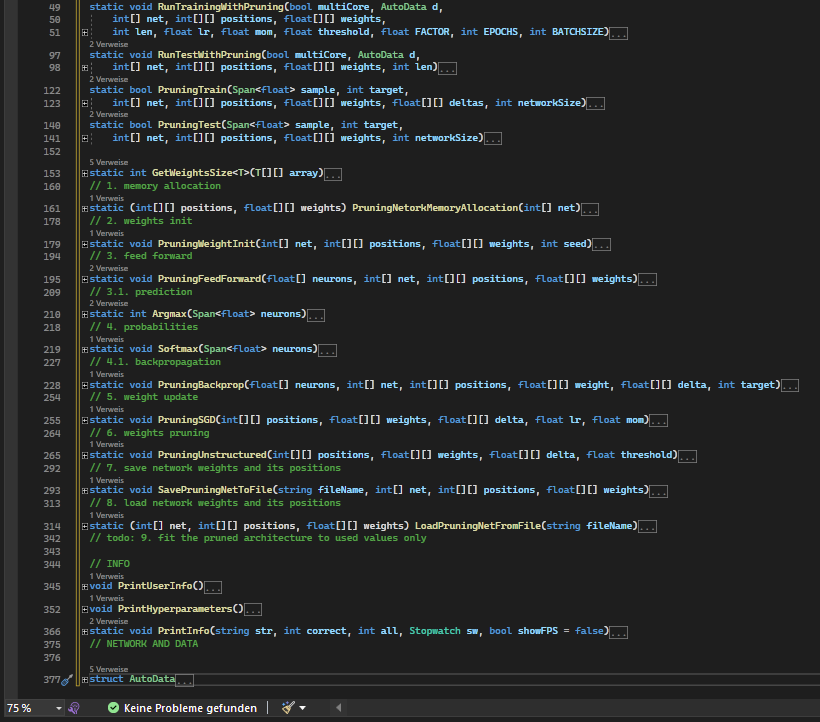 49 static void RunTrainingWithPruning(bool multiCore, AutoData d,
50 int[] net, int[][] positions, float[][] weights,
51 int len, float lr, float mom, float threshold, float FACTOR, int EPOCHS, int BATCHSIZE)...
2 Verweise
97 static void RunTestWithPruning(bool multiCore, AutoData d,
98 int[] net, int[][] positions, float[][] weights, int len)...
2 Verweise
122 static bool PruningTrain(Span<float> sample, int target,
123 int[] net, int[][] positions, float[][] weights, float[][] deltas, int networkSize)...
2 Verweise
140 static bool PruningTest(Span<float> sample, int target,
141 int[] net, int[][] positions, float[][] weights, int networkSize)...
152
5 Verweise
153 static int GetWeightsSize<T>(T[][] array)...
160 // 1. memory allocation
1 Verweis
161 static (int[][] positions, float[][] weights) PruningNetorkMemoryAllocation(int[] net)...
178 // 2. weights init
1 Verweis
179 static void PruningWeightInit(int[] net, int[][] positions, float[][] weights, int seed)...
194 // 3. feed forward
2 Verweise
195 static void PruningFeedForward(float[] neurons, int[] net, int[][] positions, float[][] weights)...
209 // 3.1. prediction
2 Verweise
210 static int Argmax(Span<float> neurons)...
218 // 4. probabilities
1 Verweis
219 static void Softmax(Span<float> neurons)...
227 // 4.1. backpropagation
1 Verweis
228 static void PruningBackprop(float[] neurons, int[] net, int[][] positions, float[][] weight, float[][] delta, int target)...
254 // 5. weight update
1 Verweis
255 static void PruningSGD(int[][] positions, float[][] weights, float[][] delta, float lr, float mom)...
264 // 6. weights pruning
1 Verweis
265 static void PruningUnstructured(int[][] positions, float[][] weights, float[][] delta, float threshold)...
292 // 7. save network weights and its positions
1 Verweis
293 static void SavePruningNetToFile(string fileName, int[] net, int[][] positions, float[][] weights)...
313 // 8. load network weights and its positions
1 Verweis
314 static (int[] net, int[][] positions, float[][] weights) LoadPruningNetFromFile(string fileName)...
342 // todo: 9. fit the pruned architecture to used values only
343
344 // INFO
1 Verweis
345 void PrintUserInfo()...
1 Verweis
352 void PrintHyperparameters()...
2 Verweise
366 static void PrintInfo(string str, int correct, int all, Stopwatch sw, bool showFPS = false)...
375 // NETWORK AND DATA
376
5 Verweise
377 struct AutoData...
75 % Keine Probleme gefunden